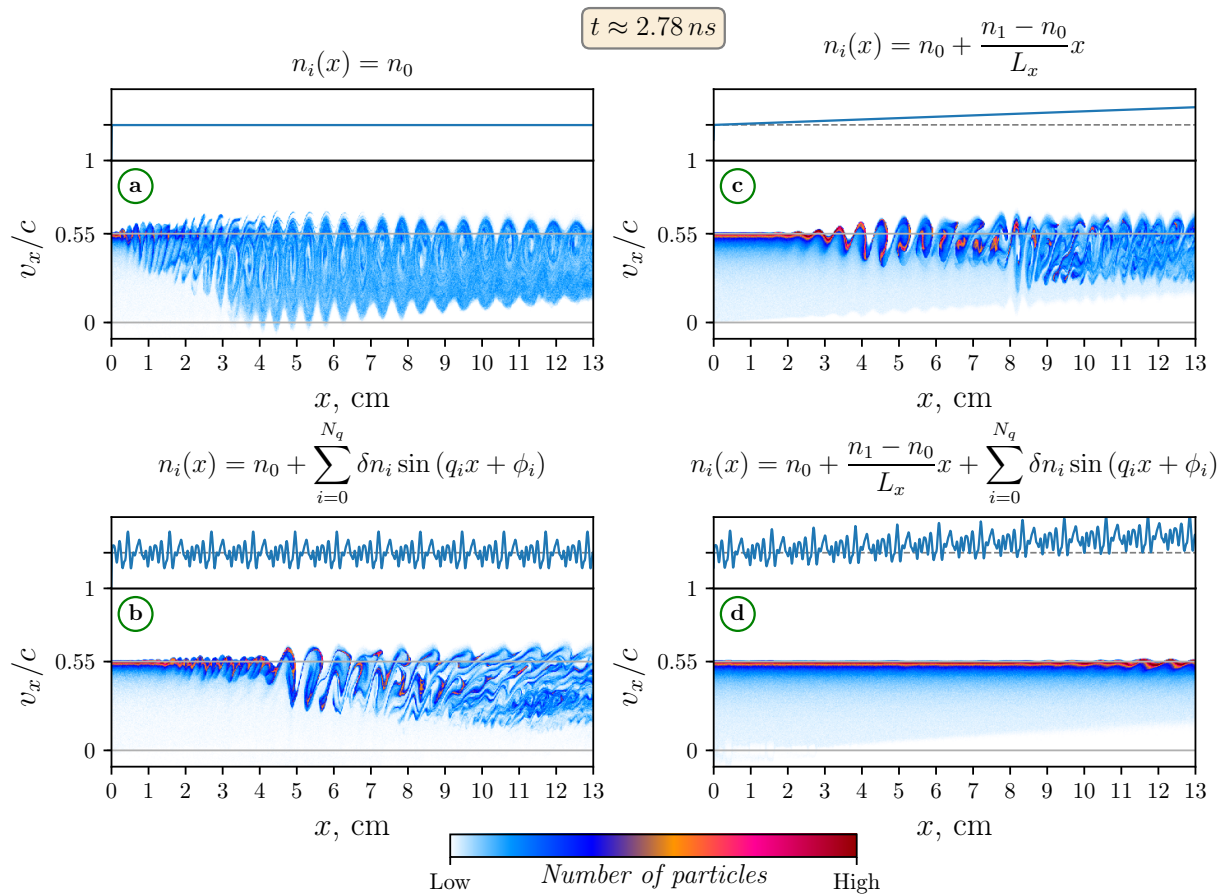 t ≈ 2.78 ns
n_i(x) = n_0
n_i(x) = n_0 + \frac{n_1 - n_0}{L_x} x
a
1
0.55
0
v_x/c
0 1 2 3 4 5 6 7 8 9 10 11 12 13
x, cm
c
1
0.55
0
v_x/c
0 1 2 3 4 5 6 7 8 9 10 11 12 13
x, cm
n_i(x) = n_0 + \sum_{i=0}^{N_q} δn_i sin (q_i x + ϕ_i)
n_i(x) = n_0 + \frac{n_1 - n_0}{L_x} x + \sum_{i=0}^{N_q} δn_i sin (q_i x + ϕ_i)
b
1
0.55
0
v_x/c
0 1 2 3 4 5 6 7 8 9 10 11 12 13
x, cm
d
1
0.55
0
v_x/c
0 1 2 3 4 5 6 7 8 9 10 11 12 13
x, cm
Low Number of particles High